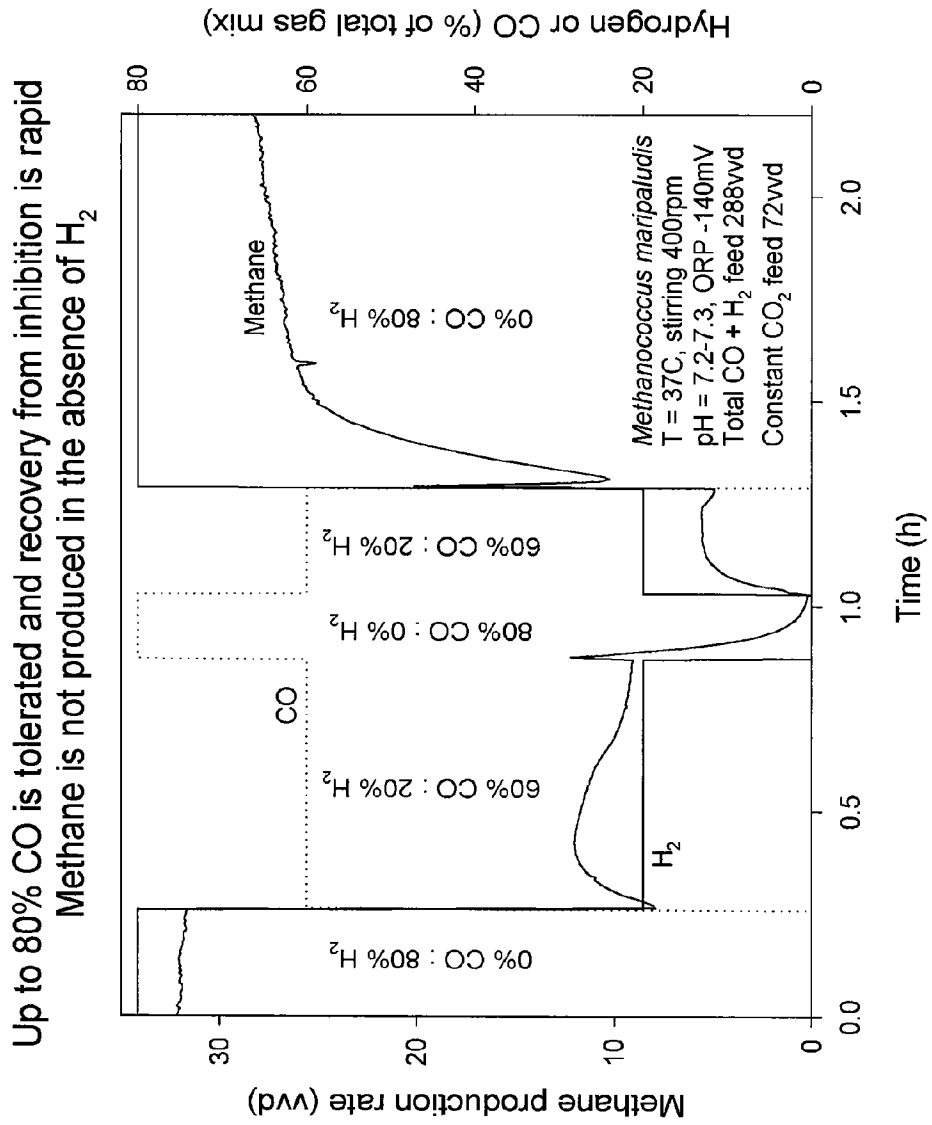 Up to 80% CO is tolerated and recovery from inhibition is rapid
Methane is not produced in the absence of H₂
Methane production rate (vvd)
30
20
10
0
Hydrogen or CO (% of total gas mix)
80
60
40
20
0
0.0
0.5
1.0
1.5
2.0
Time (h)
0% CO : 80% H₂
60% CO : 20% H₂
80% CO : 0% H₂
60% CO : 20% H₂
0% CO : 80% H₂
CO
H₂
Methane
Methanococcus maripaludis
T = 37C, stirring 400rpm
pH = 7.2-7.3, ORP -140mV
Total CO + H₂ feed 288vvd
Constant CO₂ feed 72vvd